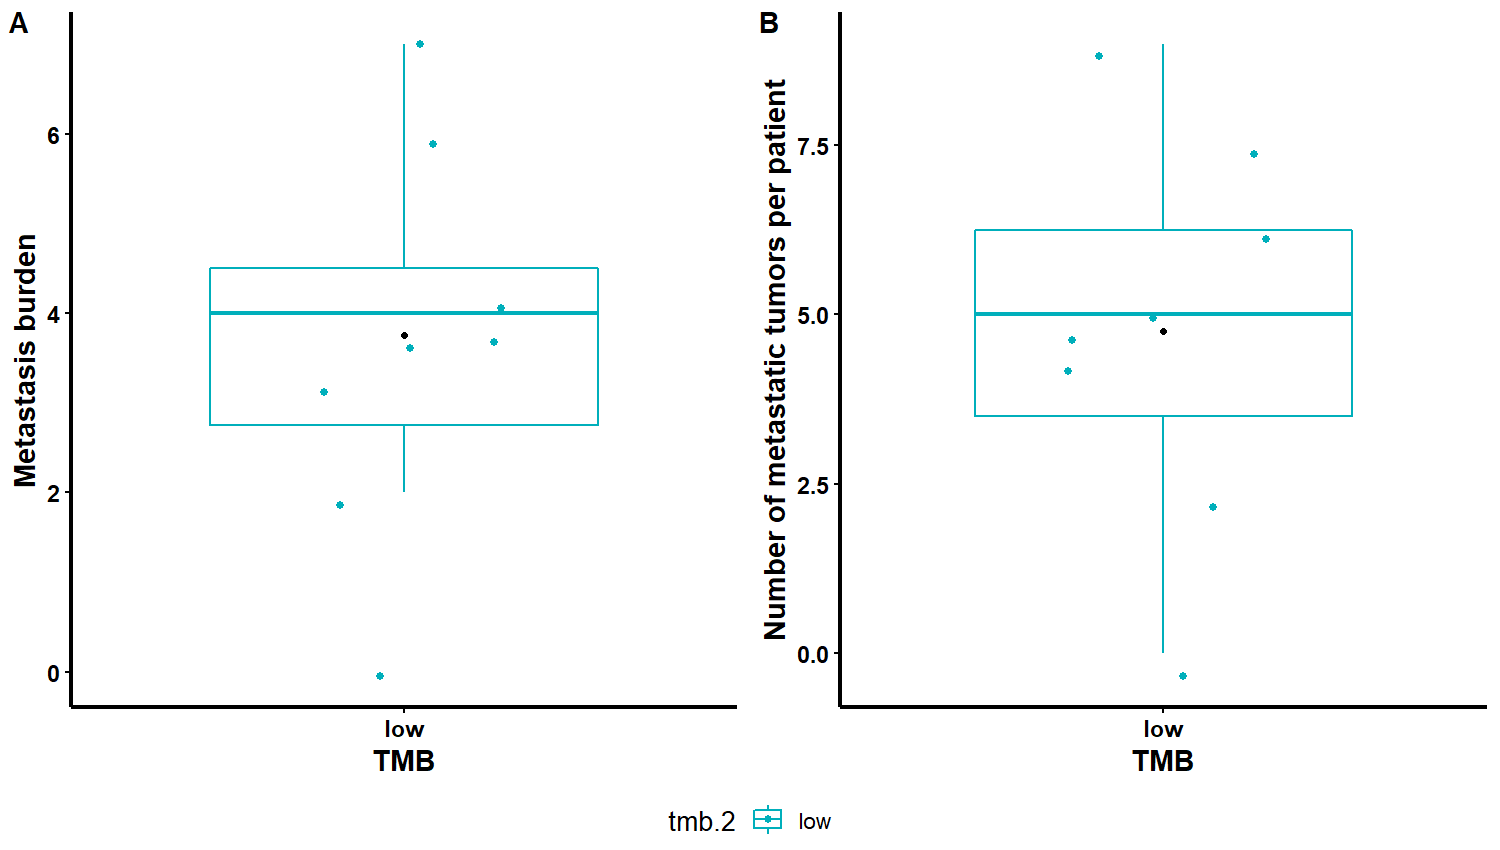 A
Metastasis burden
6
4
2
0
low
TMB
B
Number of metastatic tumors per patient
7.5
5.0
2.5
0.0
low
TMB
tmb.2 low